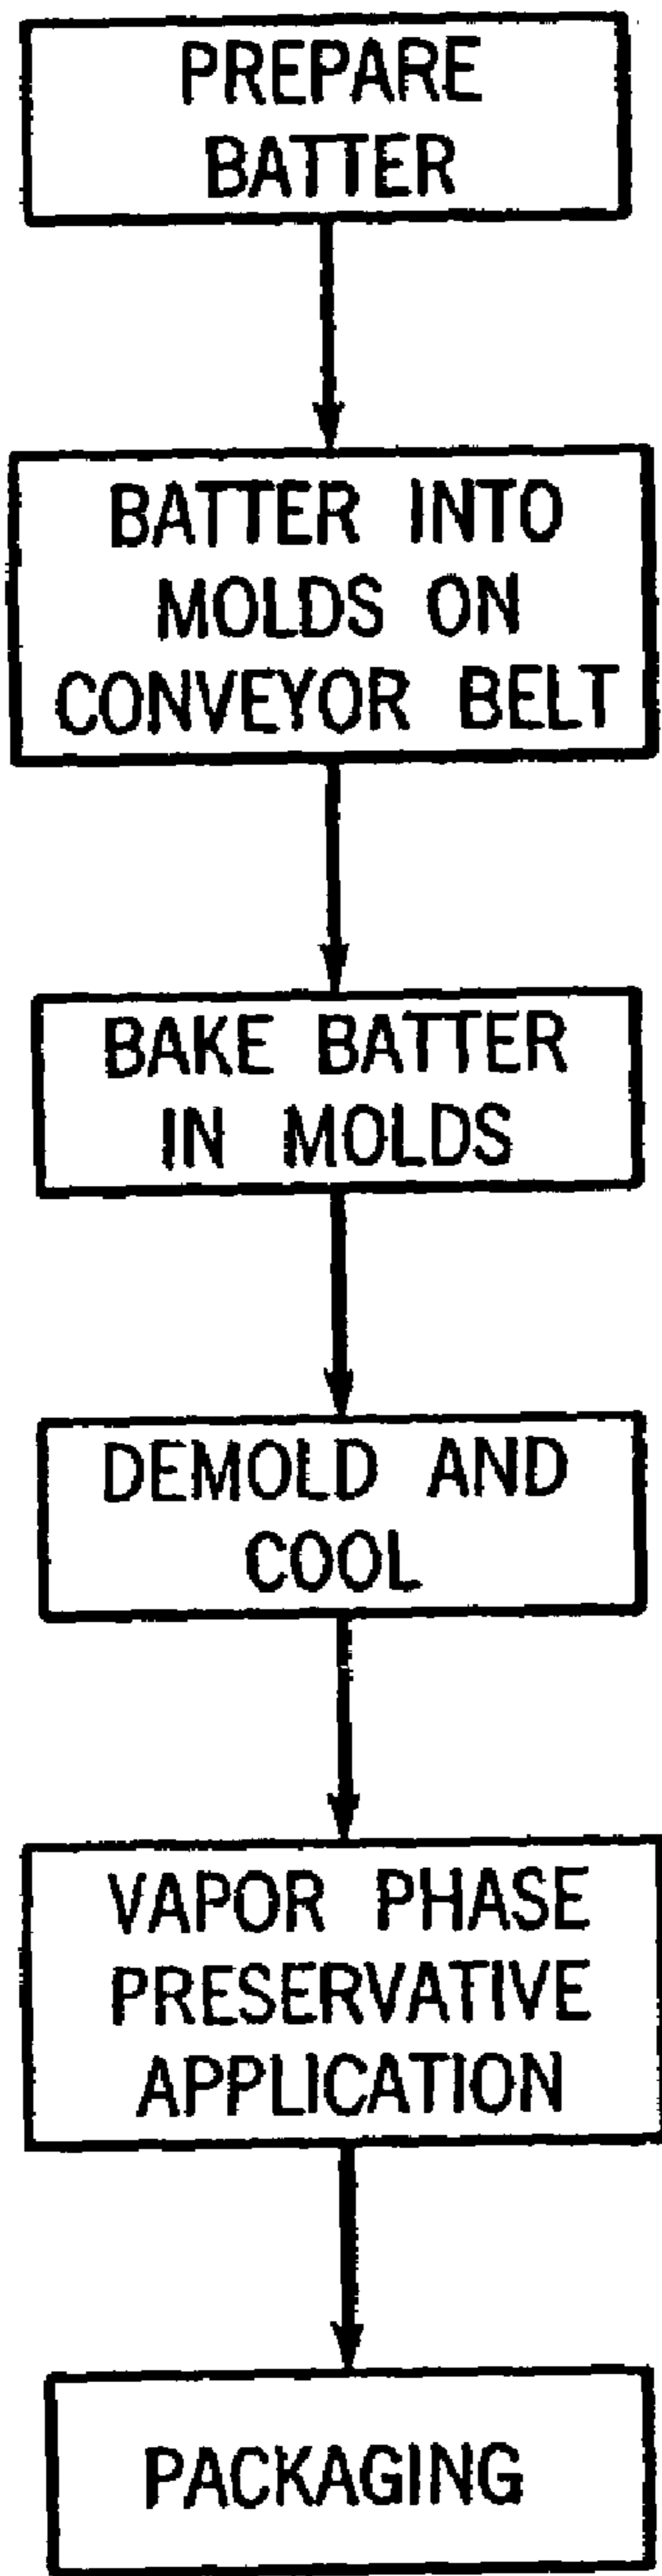 PREPARE
BATTER
BATTER INTO
MOLDS ON
CONVEYOR BELT
BAKE BATTER
IN MOLDS
DEMOLD AND
COOL
VAPOR PHASE
PRESERVATIVE
APPLICATION
PACKAGING